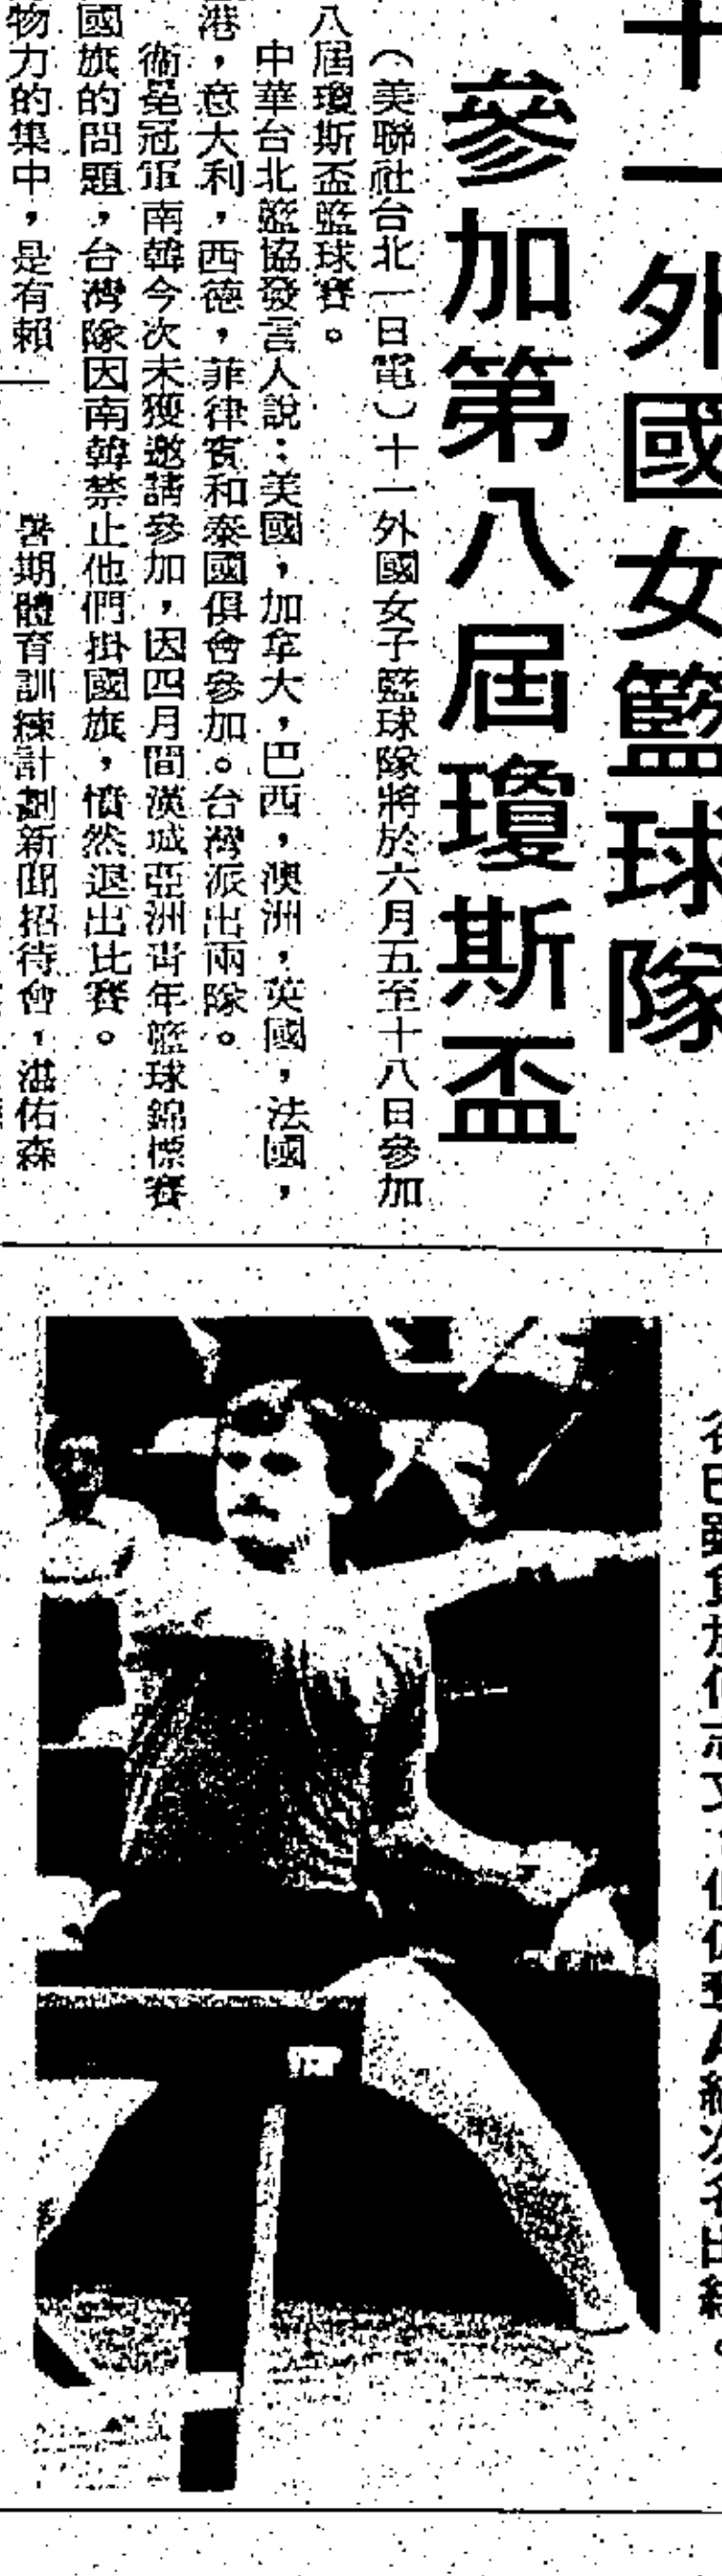 十一外國女籃球隊
參加第八屆瓊斯盃
（美聯社台北一日電）十一外國女子籃球隊將於六月五至十八日參加
八屆瓊斯盃籃球賽。
中華台北籃協發言人說：美國，加拿大，巴西，澳洲，英國，法國，
港，意大利，西德，菲律賓和泰國俱會參加。台灣派出兩隊。
衞冕冠軍南韓今次未獲邀請參加，因四月間漢城亞洲青年籃球錦標賽
國旗的問題，台灣隊因南韓禁止他們掛國旗，憤然退出比賽。
物力的集中，是有賴
暑期體育訓練計劃新聞招待會，湛佑森